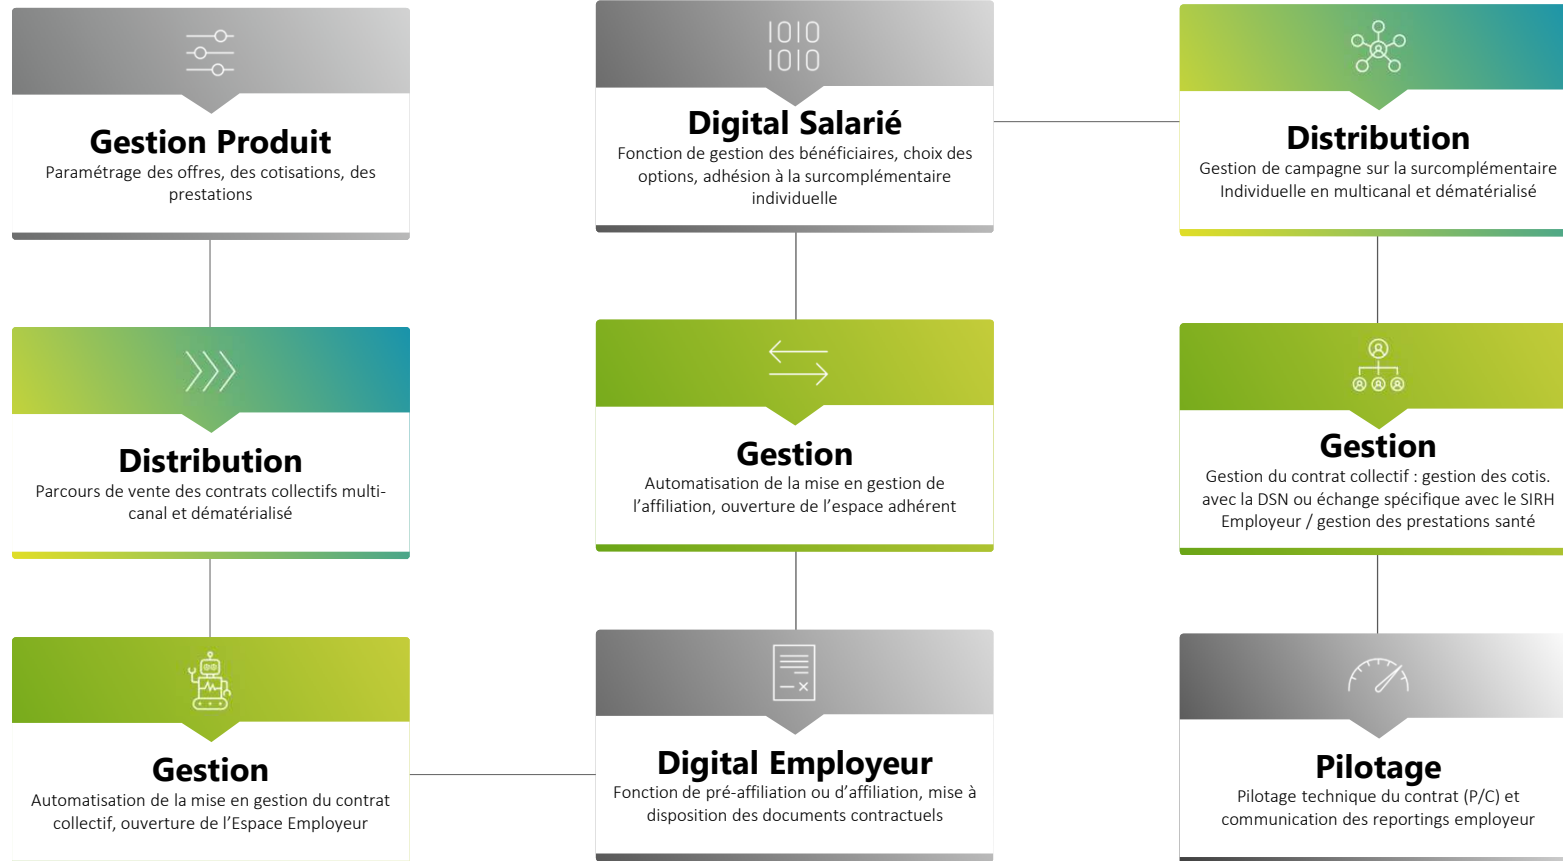 Gestion Produit
Paramétrage des offres, des cotisations, des
prestations
Distribution
Parcours de vente des contrats collectifs multi-
canal et dématérialisé
Gestion
Automatisation de la mise en gestion du contrat
collectif, ouverture de l’Espace Employeur
1010
1010
Digital Salarié
Fonction de gestion des bénéficiaires, choix des
options, adhésion à la surcomplémentaire
individuelle
Gestion
Automatisation de la mise en gestion de
l’affiliation, ouverture de l’espace adhérent
Digital Employeur
Fonction de pré-affiliation ou d’affiliation, mise à
disposition des documents contractuels
Distribution
Gestion de campagne sur la surcomplémentaire
Individuelle en multicanal et dématérialisé
Gestion
Gestion du contrat collectif : gestion des cotis.
avec la DSN ou échange spécifique avec le SIRH
Employeur / gestion des prestations santé
Pilotage
Pilotage technique du contrat (P/C) et
communication des reportings employeur